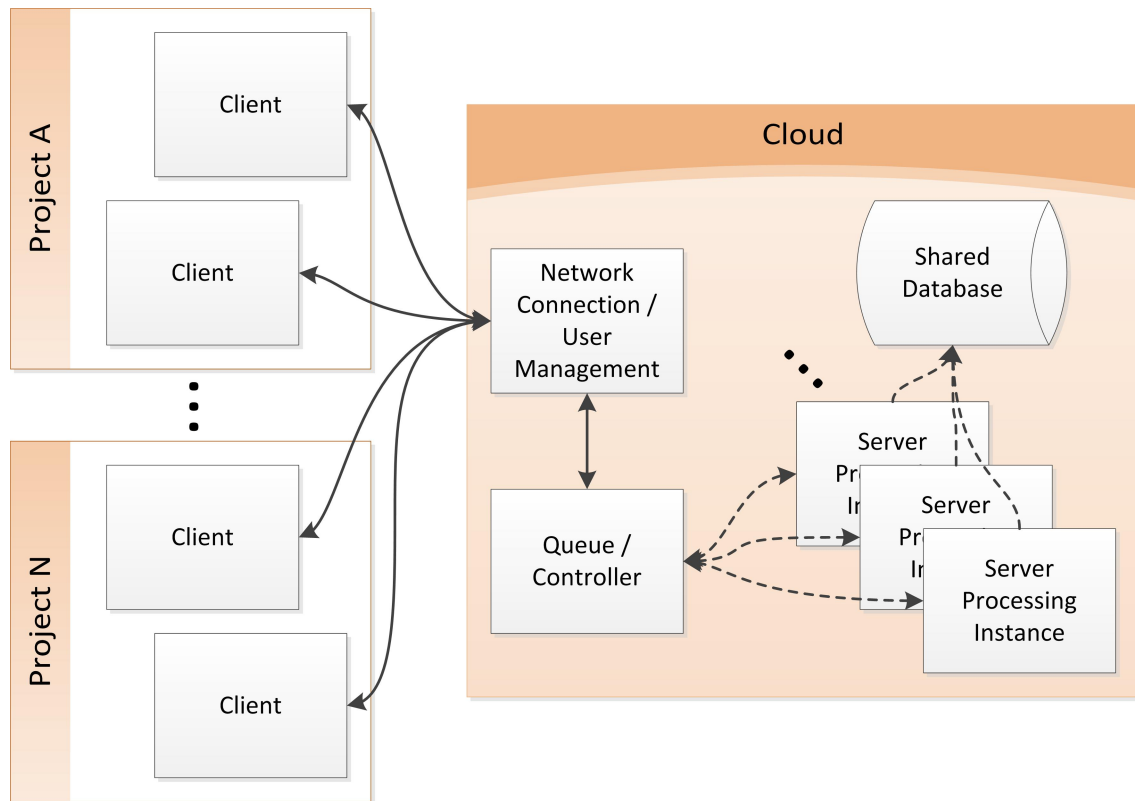 Project A
Client
Client
Project N
Client
Client
Cloud
Network
Connection /
User
Management
Shared
Database
Queue /
Controller
Server
Server
Server
Processing
Instance